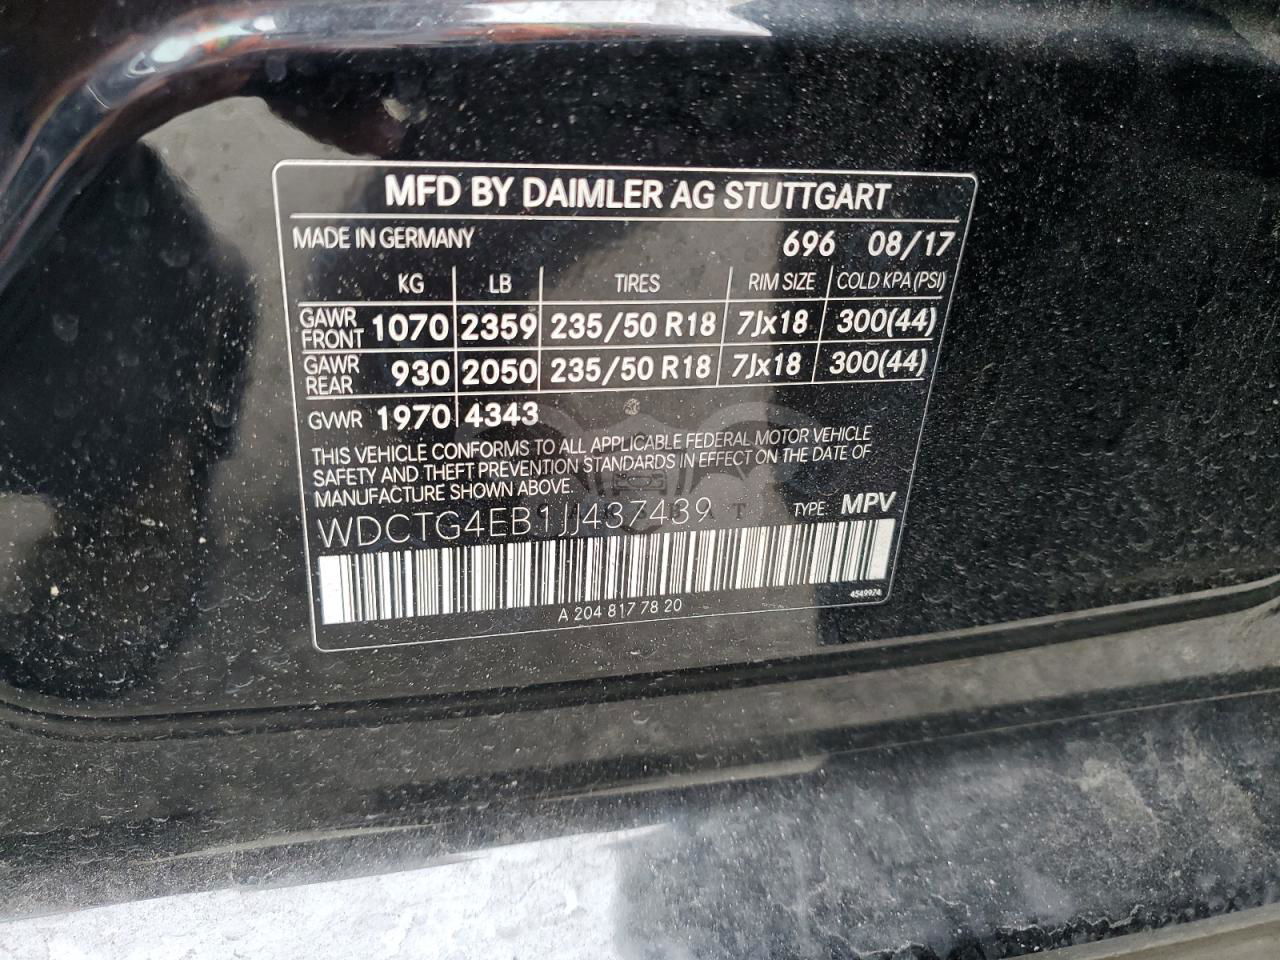 MFD BY DAIMLER AG STUTTGART
MADE IN GERMANY 696 08/17
KG LB TIRES RIM SIZE COLD KPA (PSI)
GAWR FRONT 1070 2359 235/50 R18 7Jx18 300(44)
GAWR REAR 930 2050 235/50 R18 7Jx18 300(44)
GVWR 1970 4343
THIS VEHICLE CONFORMS TO ALL APPLICABLE FEDERAL MOTOR VEHICLE
SAFETY AND THEFT PREVENTION STANDARDS IN EFFECT ON THE DATE OF
MANUFACTURE SHOWN ABOVE.
WDCTG4EB1JJ437439 TYPE: MPV
A 204 817 78 20 4549974